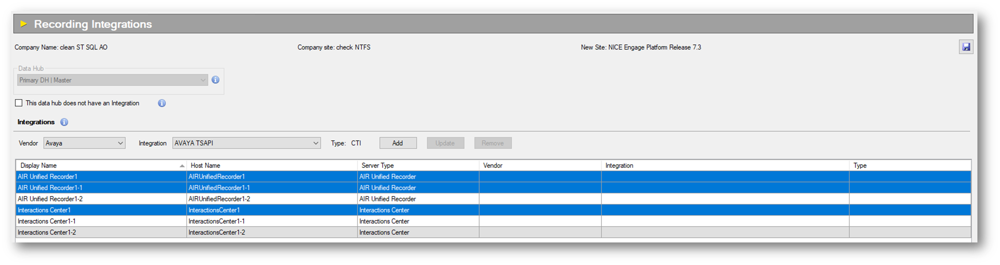 Recording Integrations
Company Name: clean ST SQL AO Company site: check NTFS New Site: NICE Engage Platform Release 7.3
Data Hub
Primary DH | Master
This data hub does not have an Integration
Integrations
Vendor Avaya Integration AVAYA TSAPI Type: CTI Add Update Remove
Display Name Host Name Server Type Vendor Integration Type
AIR Unified Recorder1 AIRUnifiedRecorder1 AIR Unified Recorder
AIR Unified Recorder1-1 AIRUnifiedRecorder1-1 AIR Unified Recorder
AIR Unified Recorder1-2 AIRUnifiedRecorder1-2 AIR Unified Recorder
Interactions Center1 InteractionsCenter1 Interactions Center
Interactions Center1-1 InteractionsCenter1-1 Interactions Center
Interactions Center1-2 InteractionsCenter1-2 Interactions Center